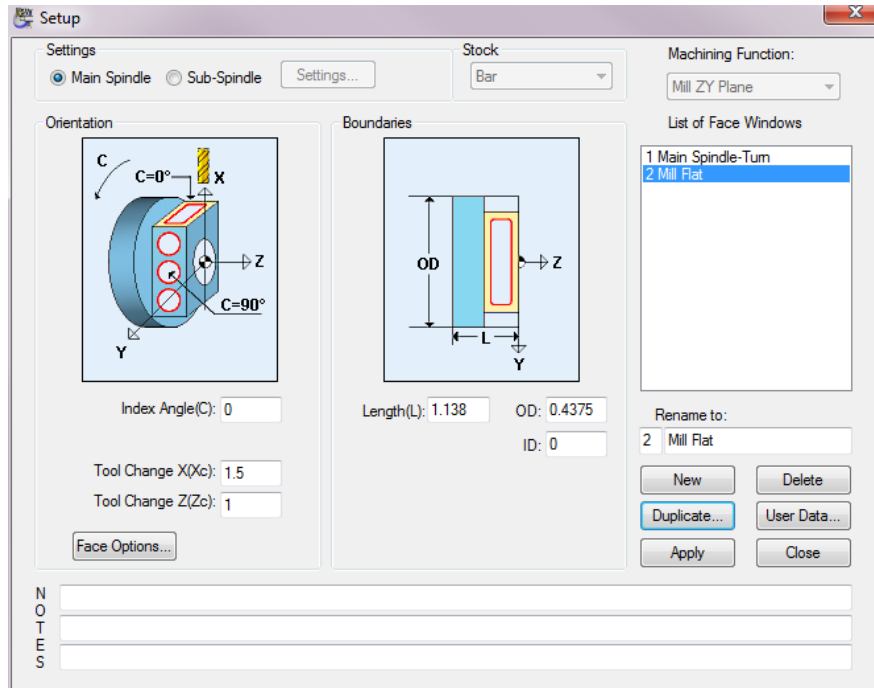 Setup
Settings
Main Spindle
Sub-Spindle
Settings...
Stock
Bar
Machining Function:
Mill ZY Plane
Orientation
C
C=0°
X
Z
C=90°
Y
Index Angle(C): 0
Tool Change X(Xc): 1.5
Tool Change Z(Zc): 1
Face Options...
Boundaries
OD
Z
L
Y
Length(L): 1.138
OD: 0.4375
ID: 0
List of Face Windows
1 Main Spindle-Turn
2 Mill Flat
Rename to:
2 Mill Flat
New
Delete
Duplicate...
User Data...
Apply
Close
NOTES